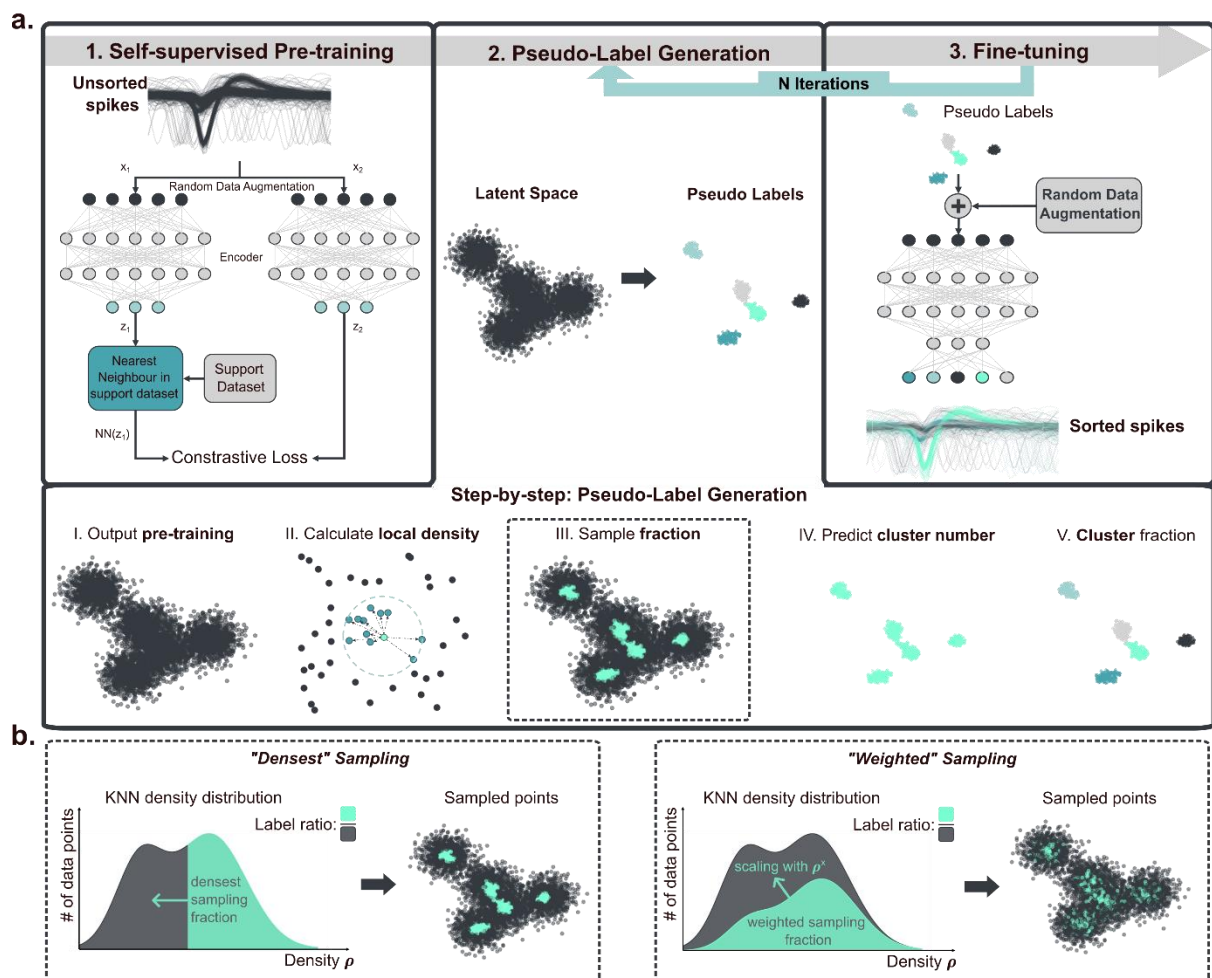 a.
1. Self-supervised Pre-training
2. Pseudo-Label Generation
3. Fine-tuning
N Iterations
Unsorted
spikes
x1
x2
Random Data Augmentation
Encoder
z1
z2
Nearest
Neighbour in
support dataset
Support
Dataset
NN(z1)
Constrastive Loss
Latent Space
Pseudo Labels
Pseudo Labels
+
Random Data
Augmentation
Sorted spikes
Step-by-step: Pseudo-Label Generation
I. Output pre-training
II. Calculate local density
III. Sample fraction
IV. Predict cluster number
V. Cluster fraction
b.
"Densest" Sampling
KNN density distribution
Label ratio:
# of data points
densest
sampling
fraction
Density ρ
Sampled points
"Weighted" Sampling
KNN density distribution
Label ratio:
# of data points
scaling with ρˣ
weighted sampling
fraction
Density ρ
Sampled points